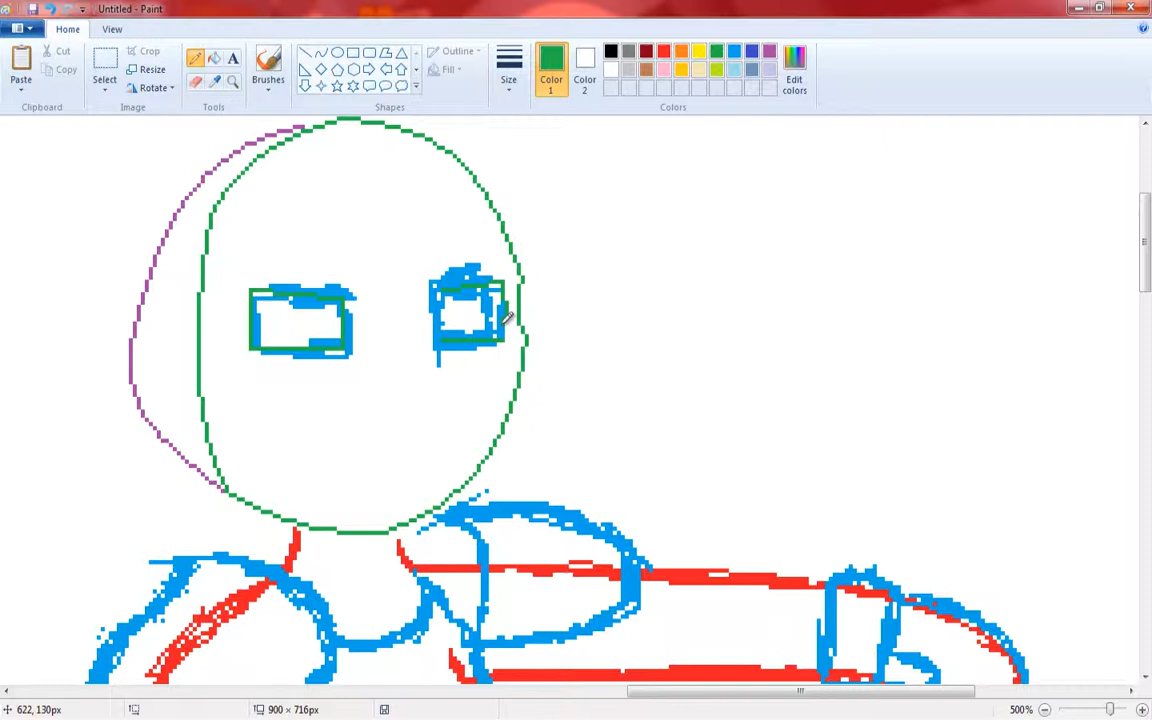 Untitled - Paint
Home View
Paste
Cut
Copy
Clipboard
Select
Crop
Resize
Rotate
Image
A
Tools
Brushes
Outline
Fill
Shapes
Size
Color 1
Color 2
Edit colors
Colors
622, 130px
900 × 716px
500%